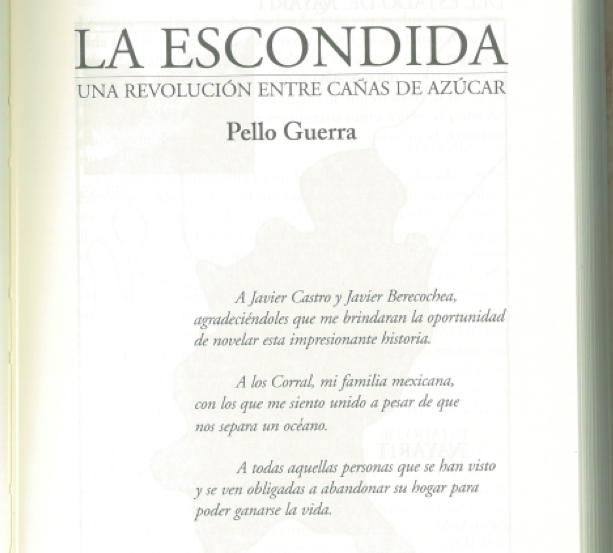 LA ESCONDIDA
UNA REVOLUCIÓN ENTRE CAÑAS DE AZÚCAR
Pello Guerra
A Javier Castro y Javier Berecochea,
agradeciéndoles que me brindaran la oportunidad
de novelar esta impresionante historia.
A los Corral, mi familia mexicana,
con los que me siento unido a pesar de que
nos separa un océano.
A todas aquellas personas que se han visto
y se ven obligadas a abandonar su hogar para
poder ganarse la vida.